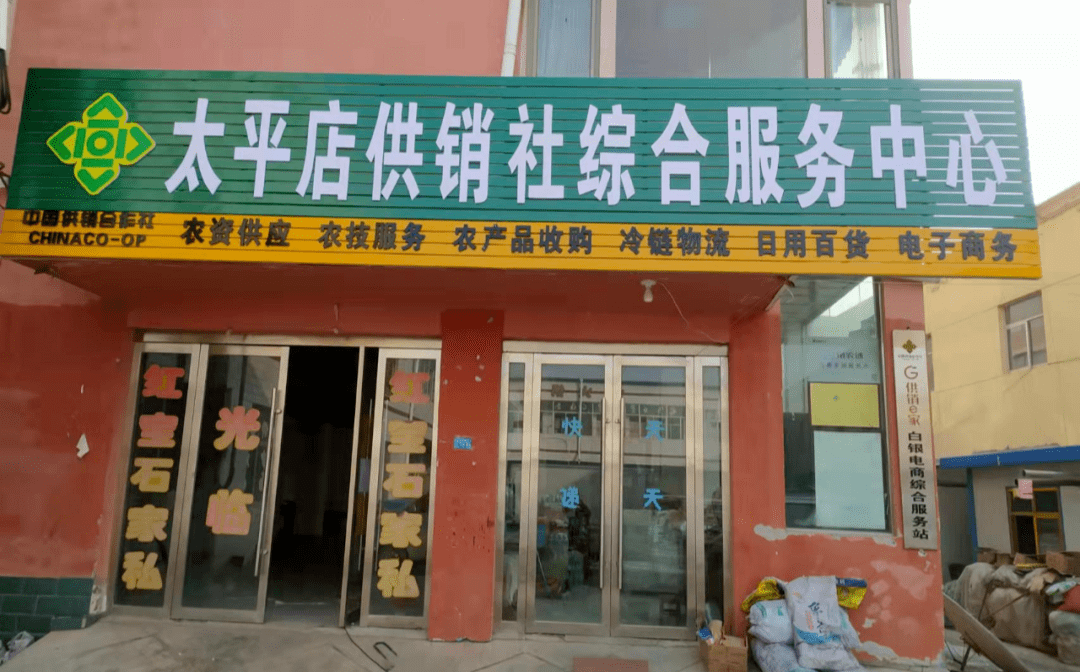 太平店供销社综合服务中心
中国供销合作社
CHINACO-OP
农资供应 农技服务 农产品收购 冷链物流 日用百货 电子商务
红宝石家私
光临
红宝石家私
快递
天天
供销e家
白银电商综合服务站